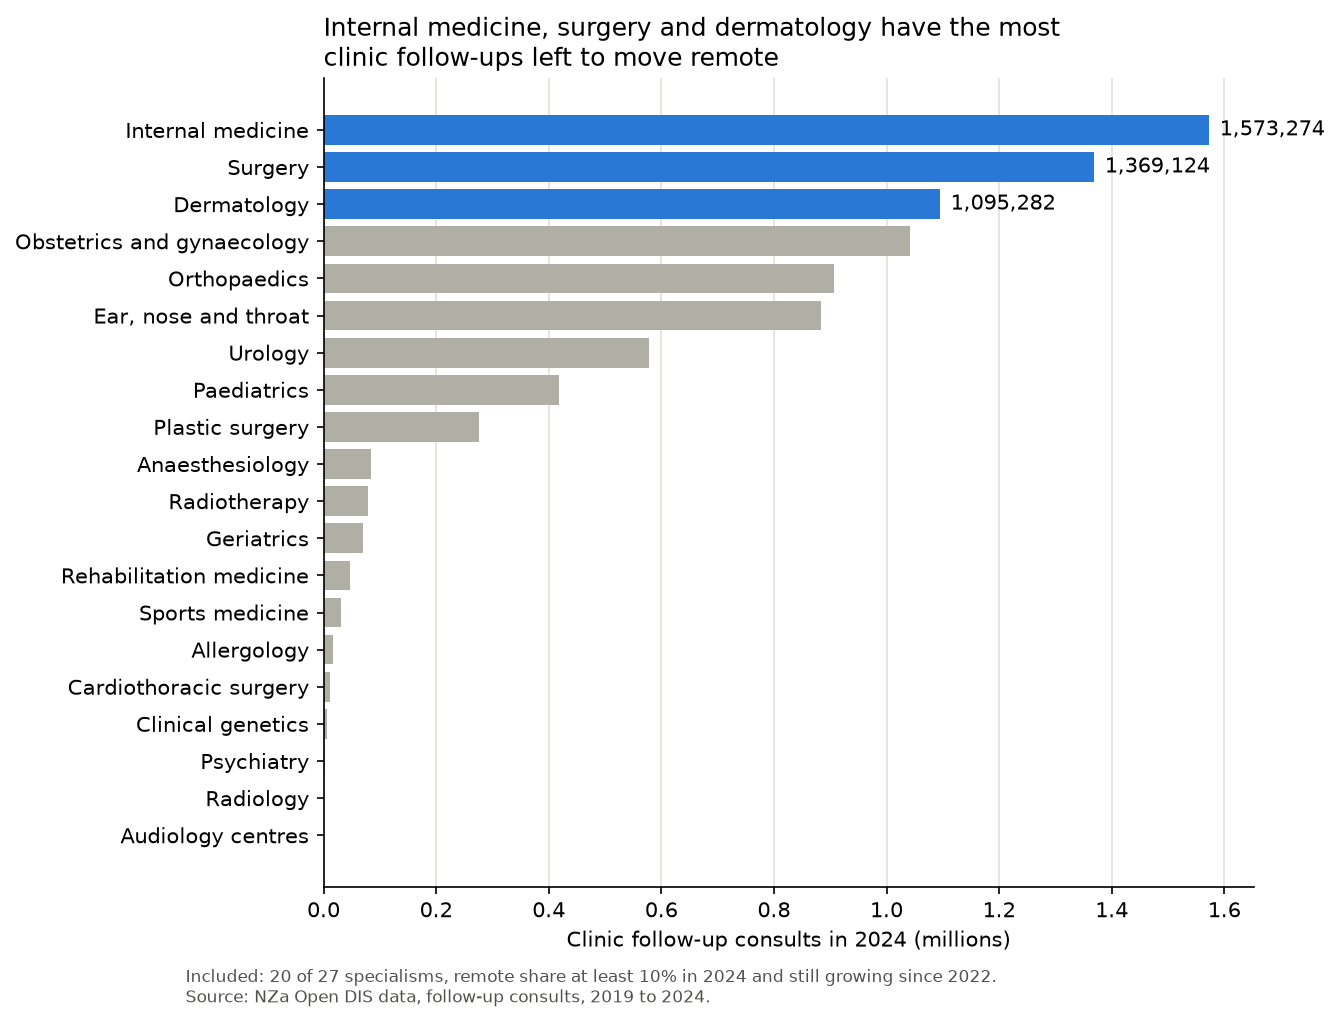 Internal medicine, surgery and dermatology have the most
clinic follow-ups left to move remote
Internal medicine 1,573,274
Surgery 1,369,124
Dermatology 1,095,282
Obstetrics and gynaecology
Orthopaedics
Ear, nose and throat
Urology
Paediatrics
Plastic surgery
Anaesthesiology
Radiotherapy
Geriatrics
Rehabilitation medicine
Sports medicine
Allergology
Cardiothoracic surgery
Clinical genetics
Psychiatry
Radiology
Audiology centres
0.0 0.2 0.4 0.6 0.8 1.0 1.2 1.4 1.6
Clinic follow-up consults in 2024 (millions)
Included: 20 of 27 specialisms, remote share at least 10% in 2024 and still growing since 2022.
Source: NZa Open DIS data, follow-up consults, 2019 to 2024.